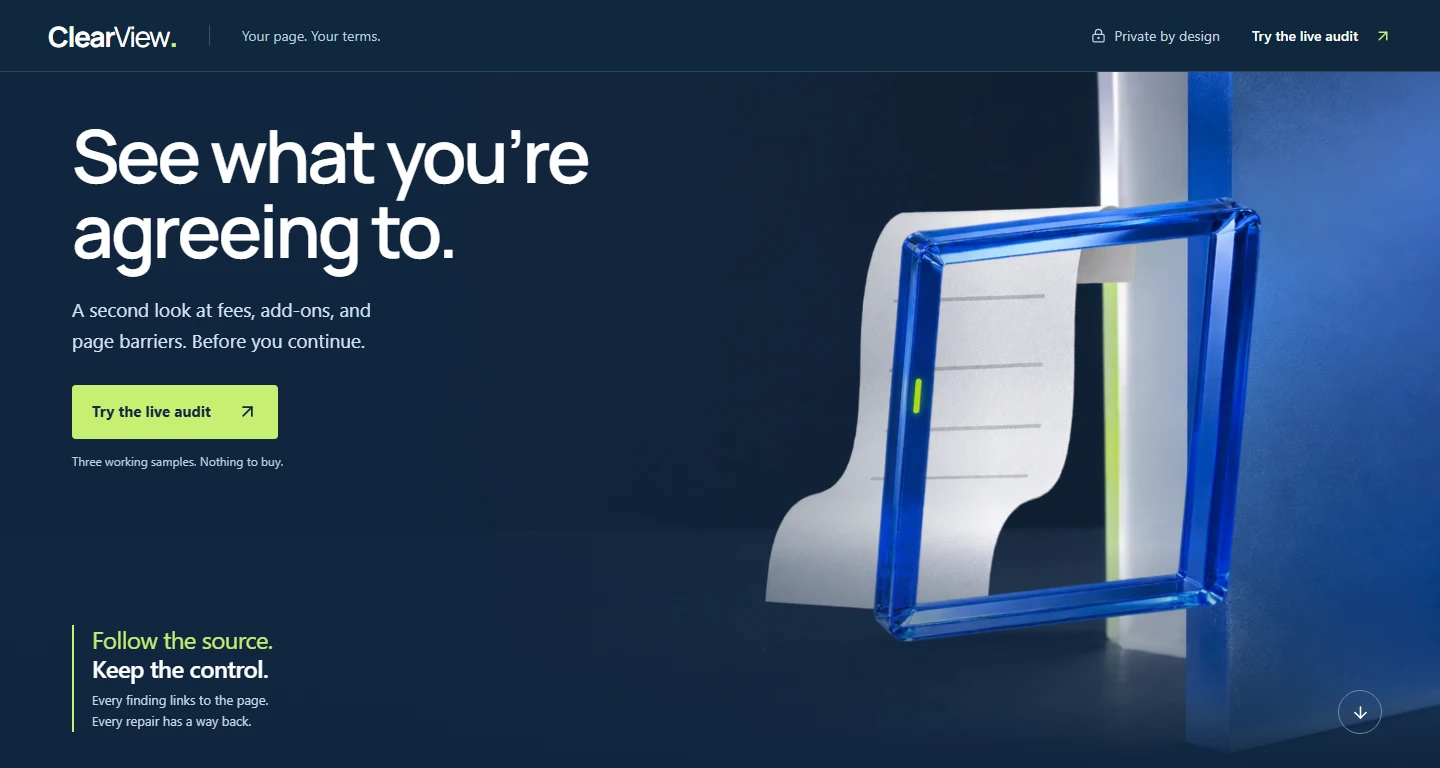 ClearView.
Your page. Your terms.
Private by design
Try the live audit
See what you’re
agreeing to.
A second look at fees, add-ons, and
page barriers. Before you continue.
Try the live audit
Three working samples. Nothing to buy.
Follow the source.
Keep the control.
Every finding links to the page.
Every repair has a way back.